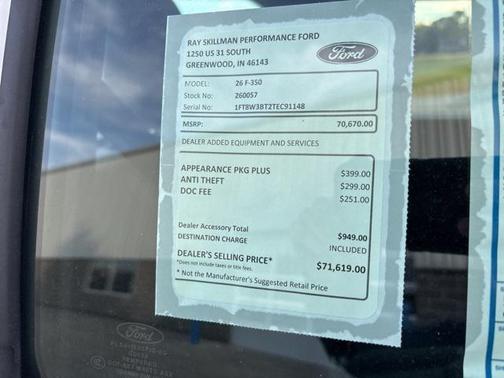 RAY SKILLMAN PERFORMANCE FORD
1250 US 31 SOUTH
GREENWOOD, IN 46143
Ford
MODEL: 26 F-350
Stock No: 260057
Serial No: 1FT8W3BT2TEC91148
MSRP: 70,670.00
DEALER ADDED EQUIPMENT AND SERVICES
APPEARANCE PKG PLUS $399.00
ANTI THEFT $299.00
DOC FEE $251.00
Dealer Accessory Total $949.00
DESTINATION CHARGE INCLUDED
DEALER'S SELLING PRICE* $71,619.00
*Does not include taxes or title fees.
* Not the Manufacturer's Suggested Retail Price
Ford